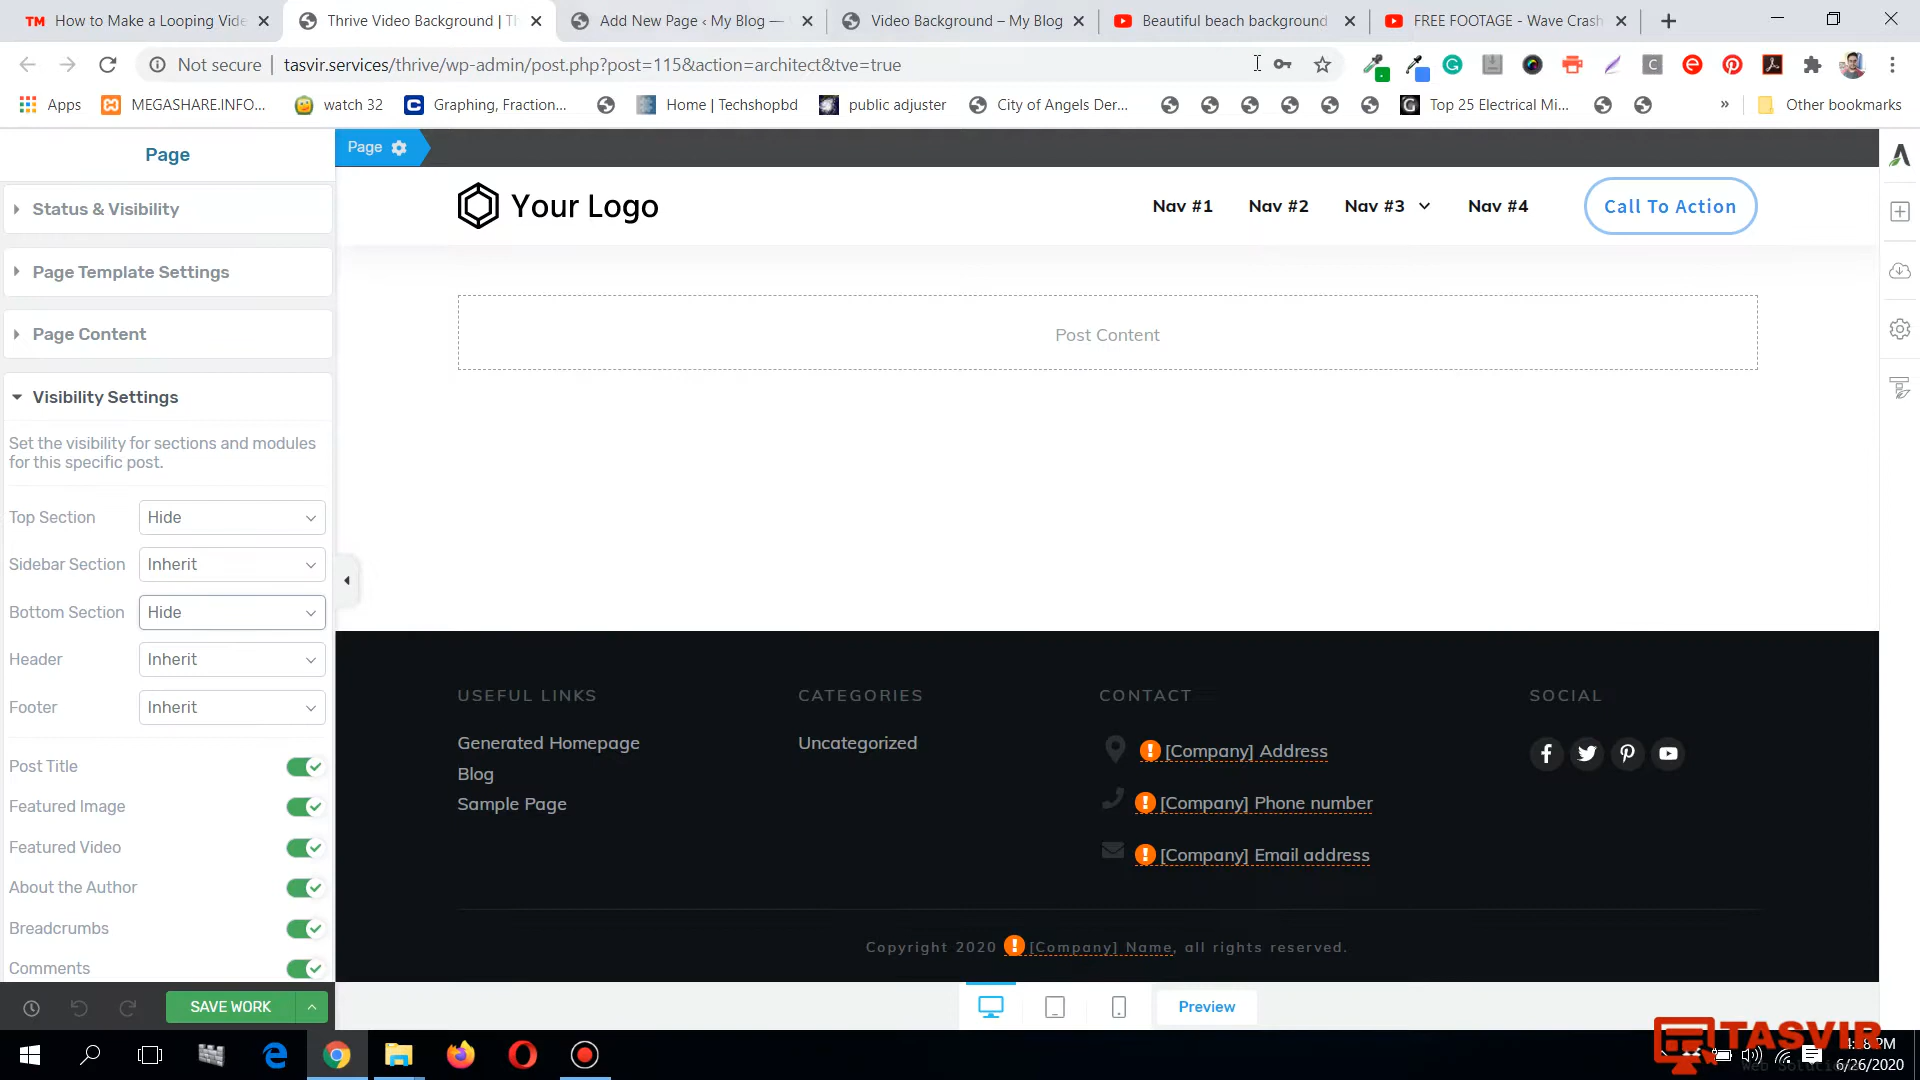 TM How to Make a Looping Vide
Thrive Video Background | Th
Add New Page ‹ My Blog —
Video Background – My Blog
Beautiful beach background
FREE FOOTAGE - Wave Crash
Not secure | tasvir.services/thrive/wp-admin/post.php?post=115&action=architect&tve=true
Apps
MEGASHARE.INFO...
watch 32
Graphing, Fraction...
Home | Techshopbd
public adjuster
City of Angels Der...
Top 25 Electrical Mi...
»
Other bookmarks
Page
Page
Status & Visibility
Page Template Settings
Page Content
Visibility Settings
Set the visibility for sections and modules
for this specific post.
Top Section Hide
Sidebar Section Inherit
Bottom Section Hide
Header Inherit
Footer Inherit
Post Title
Featured Image
Featured Video
About the Author
Breadcrumbs
Comments
SAVE WORK
Your Logo
Nav #1 Nav #2 Nav #3 Nav #4 Call To Action
Post Content
USEFUL LINKS
Generated Homepage
Blog
Sample Page
CATEGORIES
Uncategorized
CONTACT
[Company] Address
[Company] Phone number
[Company] Email address
SOCIAL
Copyright 2020 [Company] Name, all rights reserved.
Preview
TASVIR
6/26/2020